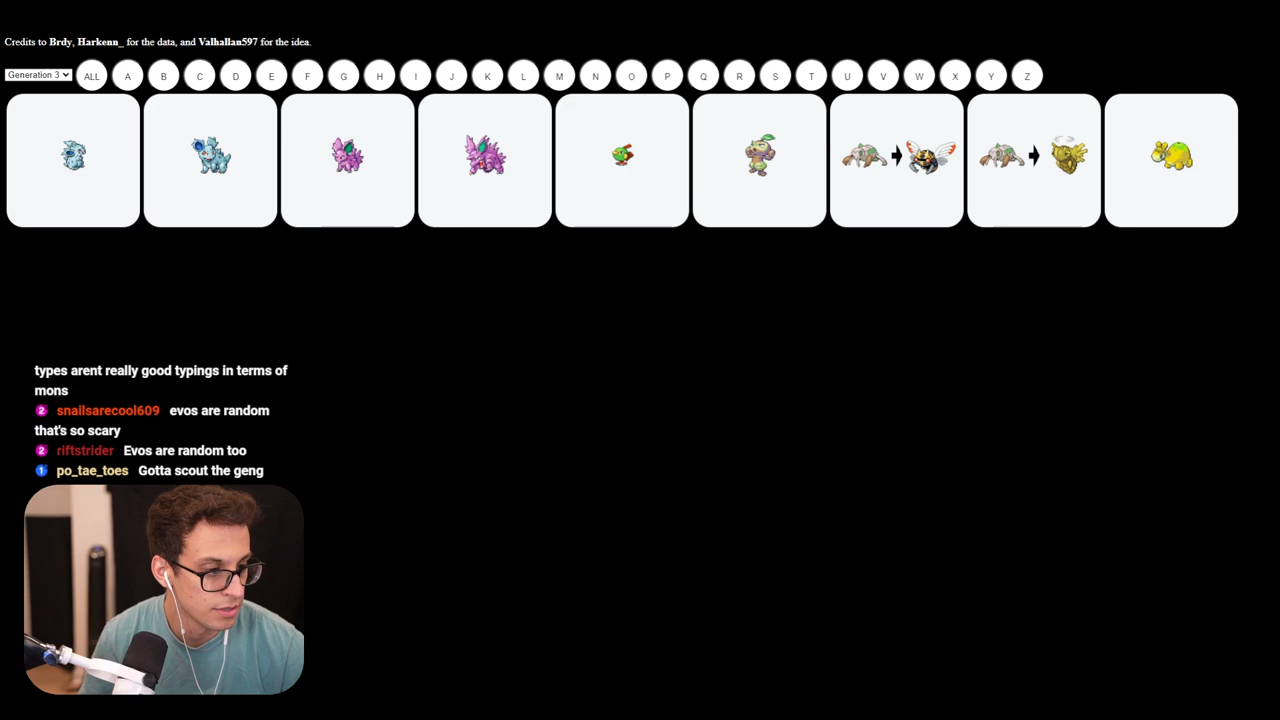 Credits to Brdy, Harkenn_ for the data, and Valhallan597 for the idea.
Generation 3 ALL A B C D E F G H I J K L M N O P Q R S T U V W X Y Z
types arent really good typings in terms of
mons
2 snailsarecool609 evos are random
that's so scary
2 riftstrider Evos are random too
1 po_tae_toes Gotta scout the geng